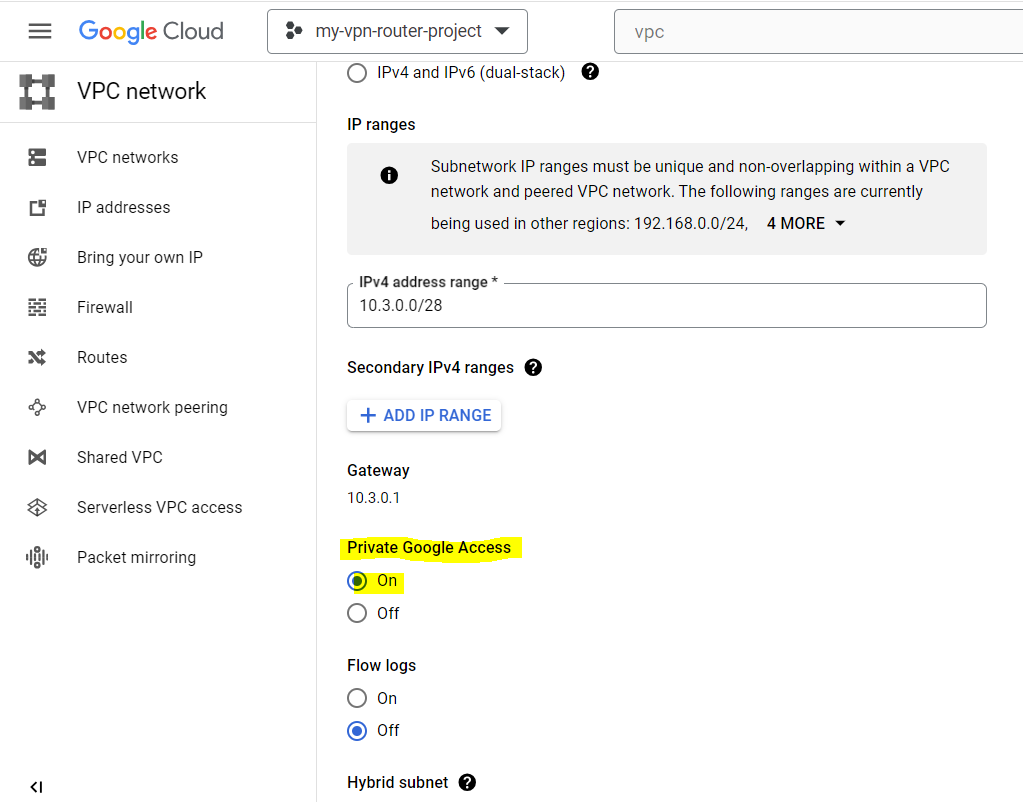 Google Cloud
my-vpn-router-project
vpc
VPC network
VPC networks
IP addresses
Bring your own IP
Firewall
Routes
VPC network peering
Shared VPC
Serverless VPC access
Packet mirroring
IPv4 and IPv6 (dual-stack)
IP ranges
Subnetwork IP ranges must be unique and non-overlapping within a VPC
network and peered VPC network. The following ranges are currently
being used in other regions: 192.168.0.0/24, 4 MORE
IPv4 address range *
10.3.0.0/28
Secondary IPv4 ranges
ADD IP RANGE
Gateway
10.3.0.1
Private Google Access
On
Off
Flow logs
On
Off
Hybrid subnet